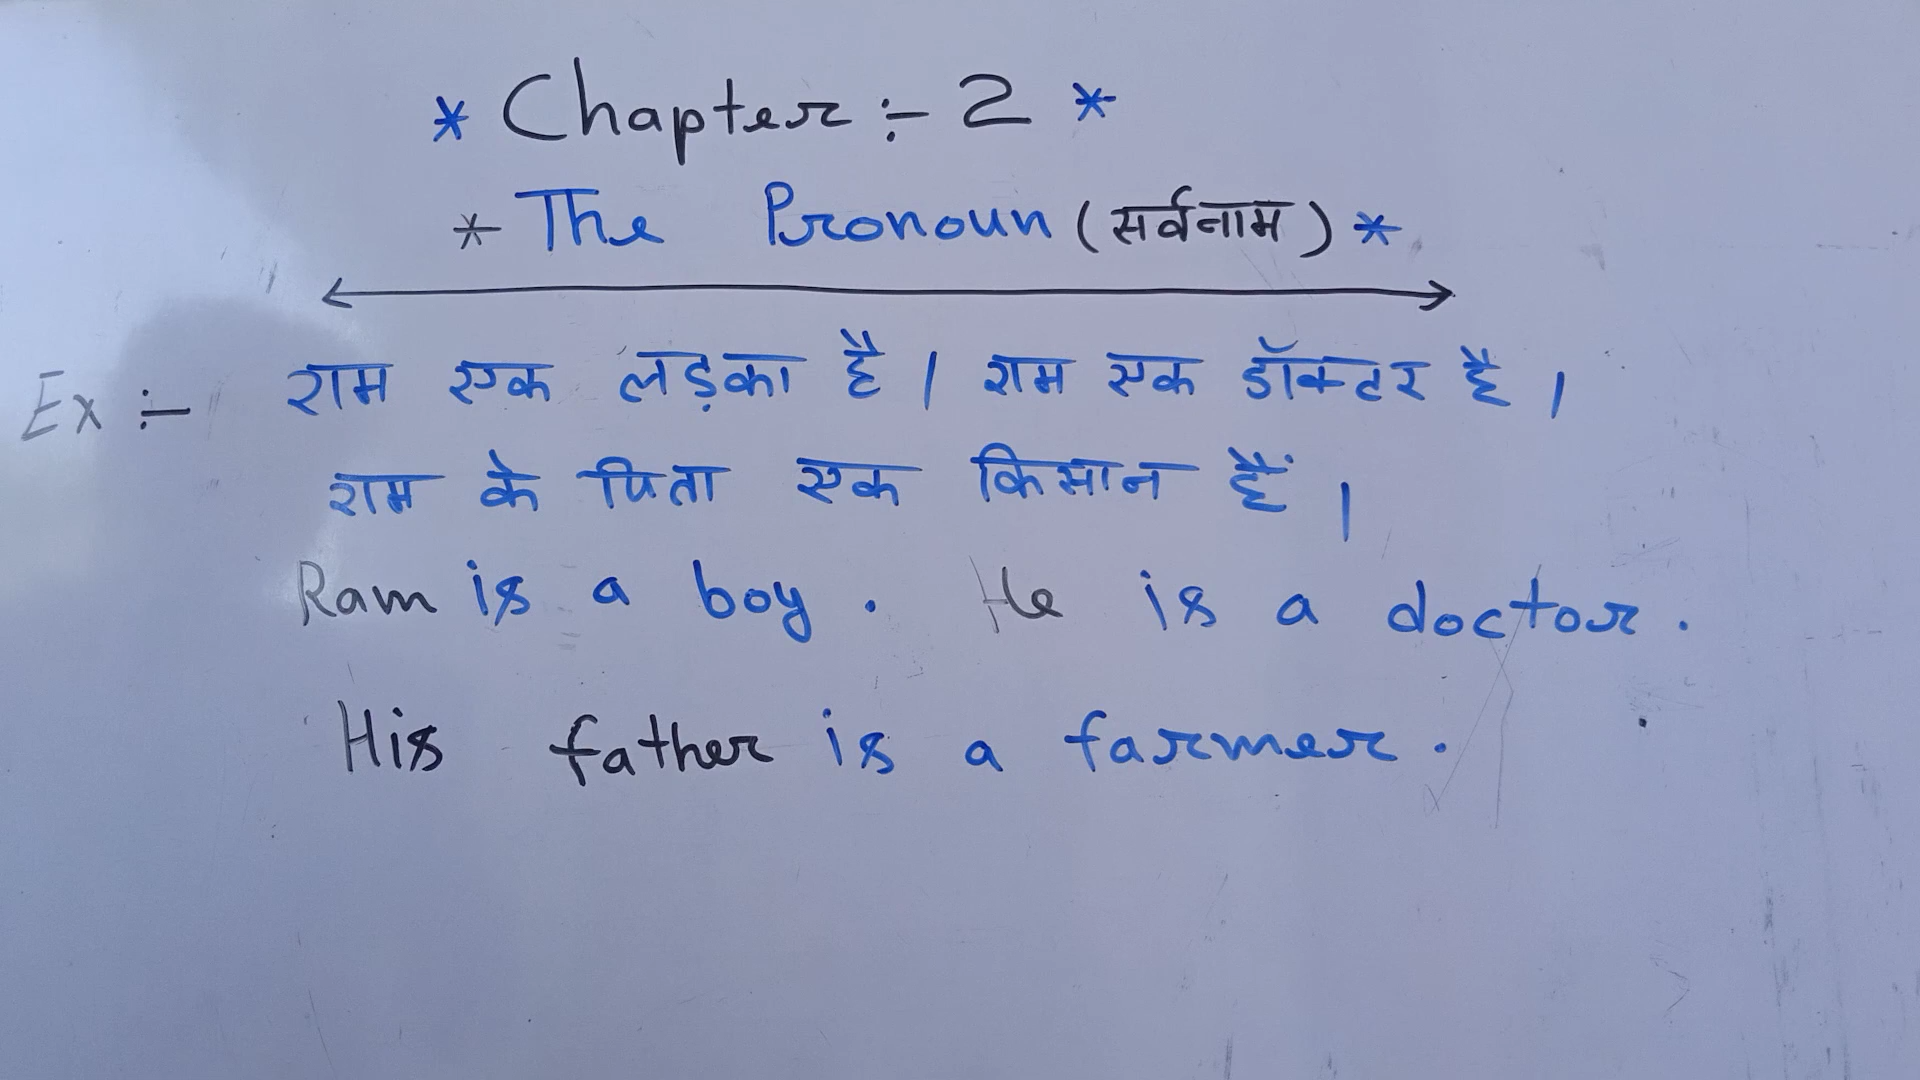 * Chapter :- 2 *
* The Pronoun (सर्वनाम) *
Ex :- राम एक लड़का है। राम एक डॉक्टर है।
राम के पिता एक किसान हैं।
Ram is a boy. He is a doctor.
His father is a farmer.